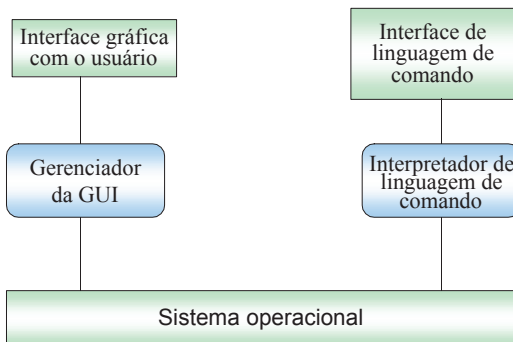 Interface gráfica
com o usuário
Interface de
linguagem de
comando
Gerenciador
da GUI
Interpretador de
linguagem de
comando
Sistema operacional